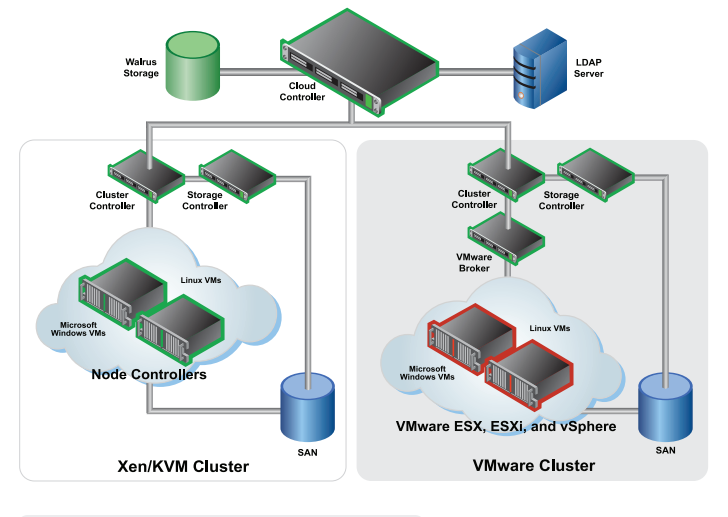 Walrus
Storage
Cloud
Controller
LDAP
Server
Cluster
Controller
Storage
Controller
Linux VMs
Microsoft
Windows VMs
Node Controllers
SAN
Xen/KVM Cluster
Cluster
Controller
Storage
Controller
VMware
Broker
Linux VMs
Microsoft
Windows VMs
VMware ESX, ESXi, and vSphere
SAN
VMware Cluster